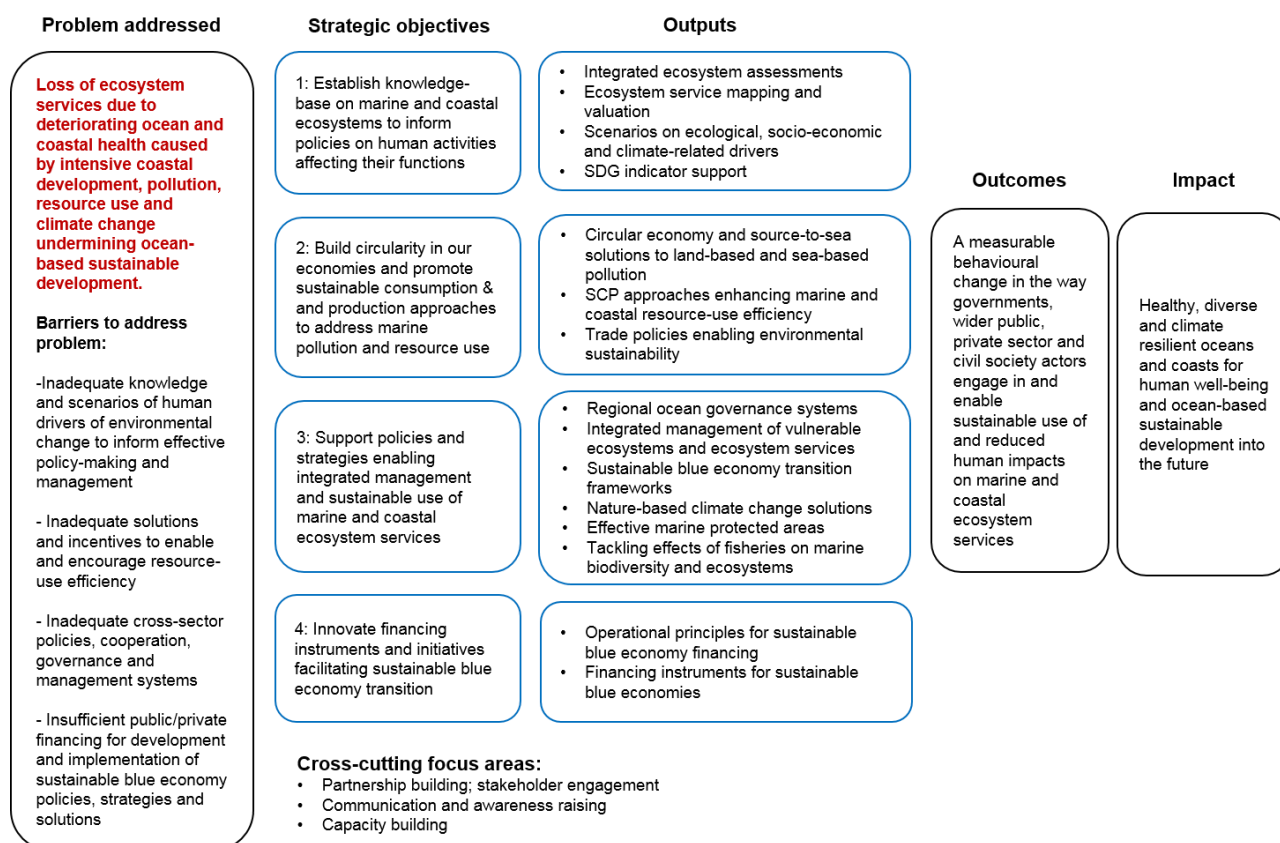 Problem addressed
Loss of ecosystem
services due to
deteriorating ocean and
coastal health caused
by intensive coastal
development, pollution,
resource use and
climate change
undermining ocean-
based sustainable
development.
Barriers to address
problem:
-Inadequate knowledge
and scenarios of human
drivers of environmental
change to inform effective
policy-making and
management
- Inadequate solutions
and incentives to enable
and encourage resource-
use efficiency
- Inadequate cross-sector
policies, cooperation,
governance and
management systems
- Insufficient public/private
financing for development
and implementation of
sustainable blue economy
policies, strategies and
solutions
Strategic objectives
1: Establish knowledge-
base on marine and coastal
ecosystems to inform
policies on human activities
affecting their functions
2: Build circularity in our
economies and promote
sustainable consumption &
and production approaches
to address marine
pollution and resource use
3: Support policies and
strategies enabling
integrated management
and sustainable use of
marine and coastal
ecosystem services
4: Innovate financing
instruments and initiatives
facilitating sustainable blue
economy transition
Outputs
• Integrated ecosystem assessments
• Ecosystem service mapping and
valuation
• Scenarios on ecological, socio-economic
and climate-related drivers
• SDG indicator support
• Circular economy and source-to-sea
solutions to land-based and sea-based
pollution
• SCP approaches enhancing marine and
coastal resource-use efficiency
• Trade policies enabling environmental
sustainability
• Regional ocean governance systems
• Integrated management of vulnerable
ecosystems and ecosystem services
• Sustainable blue economy transition
frameworks
• Nature-based climate change solutions
• Effective marine protected areas
• Tackling effects of fisheries on marine
biodiversity and ecosystems
• Operational principles for sustainable
blue economy financing
• Financing instruments for sustainable
blue economies
Outcomes
A measurable
behavioural
change in the way
governments,
wider public,
private sector and
civil society actors
engage in and
enable
sustainable use of
and reduced
human impacts
on marine and
coastal
ecosystem
services
Impact
Healthy, diverse
and climate
resilient oceans
and coasts for
human well-being
and ocean-based
sustainable
development into
the future
Cross-cutting focus areas:
• Partnership building; stakeholder engagement
• Communication and awareness raising
• Capacity building